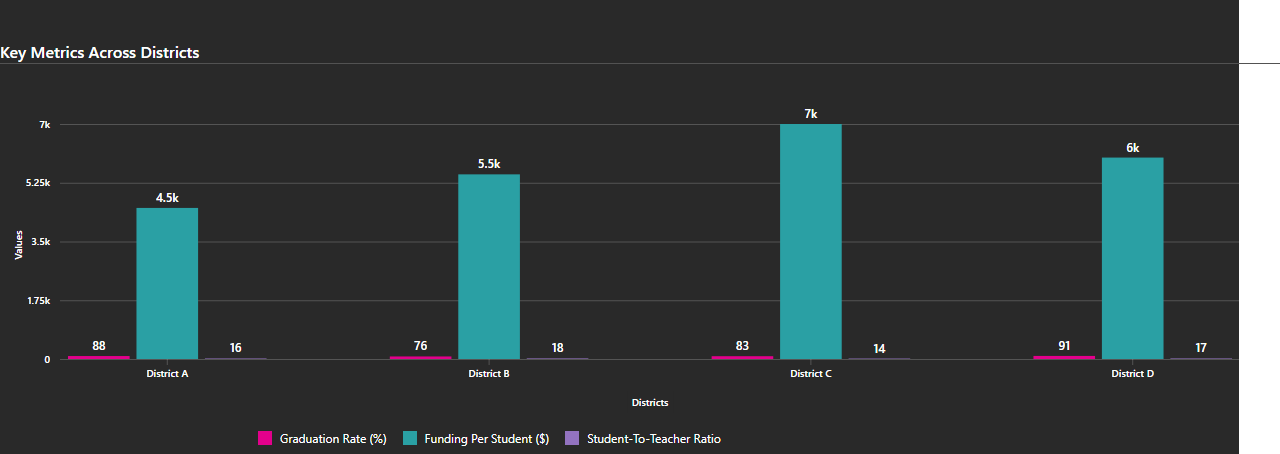 Key Metrics Across Districts
7k
7k
6k
5.5k
5.25k
4.5k
3.5k
Values
1.75k
88
16
76
18
83
14
91
17
0
District A
District B
District C
District D
Districts
Graduation Rate (%)
Funding Per Student ($)
Student-To-Teacher Ratio